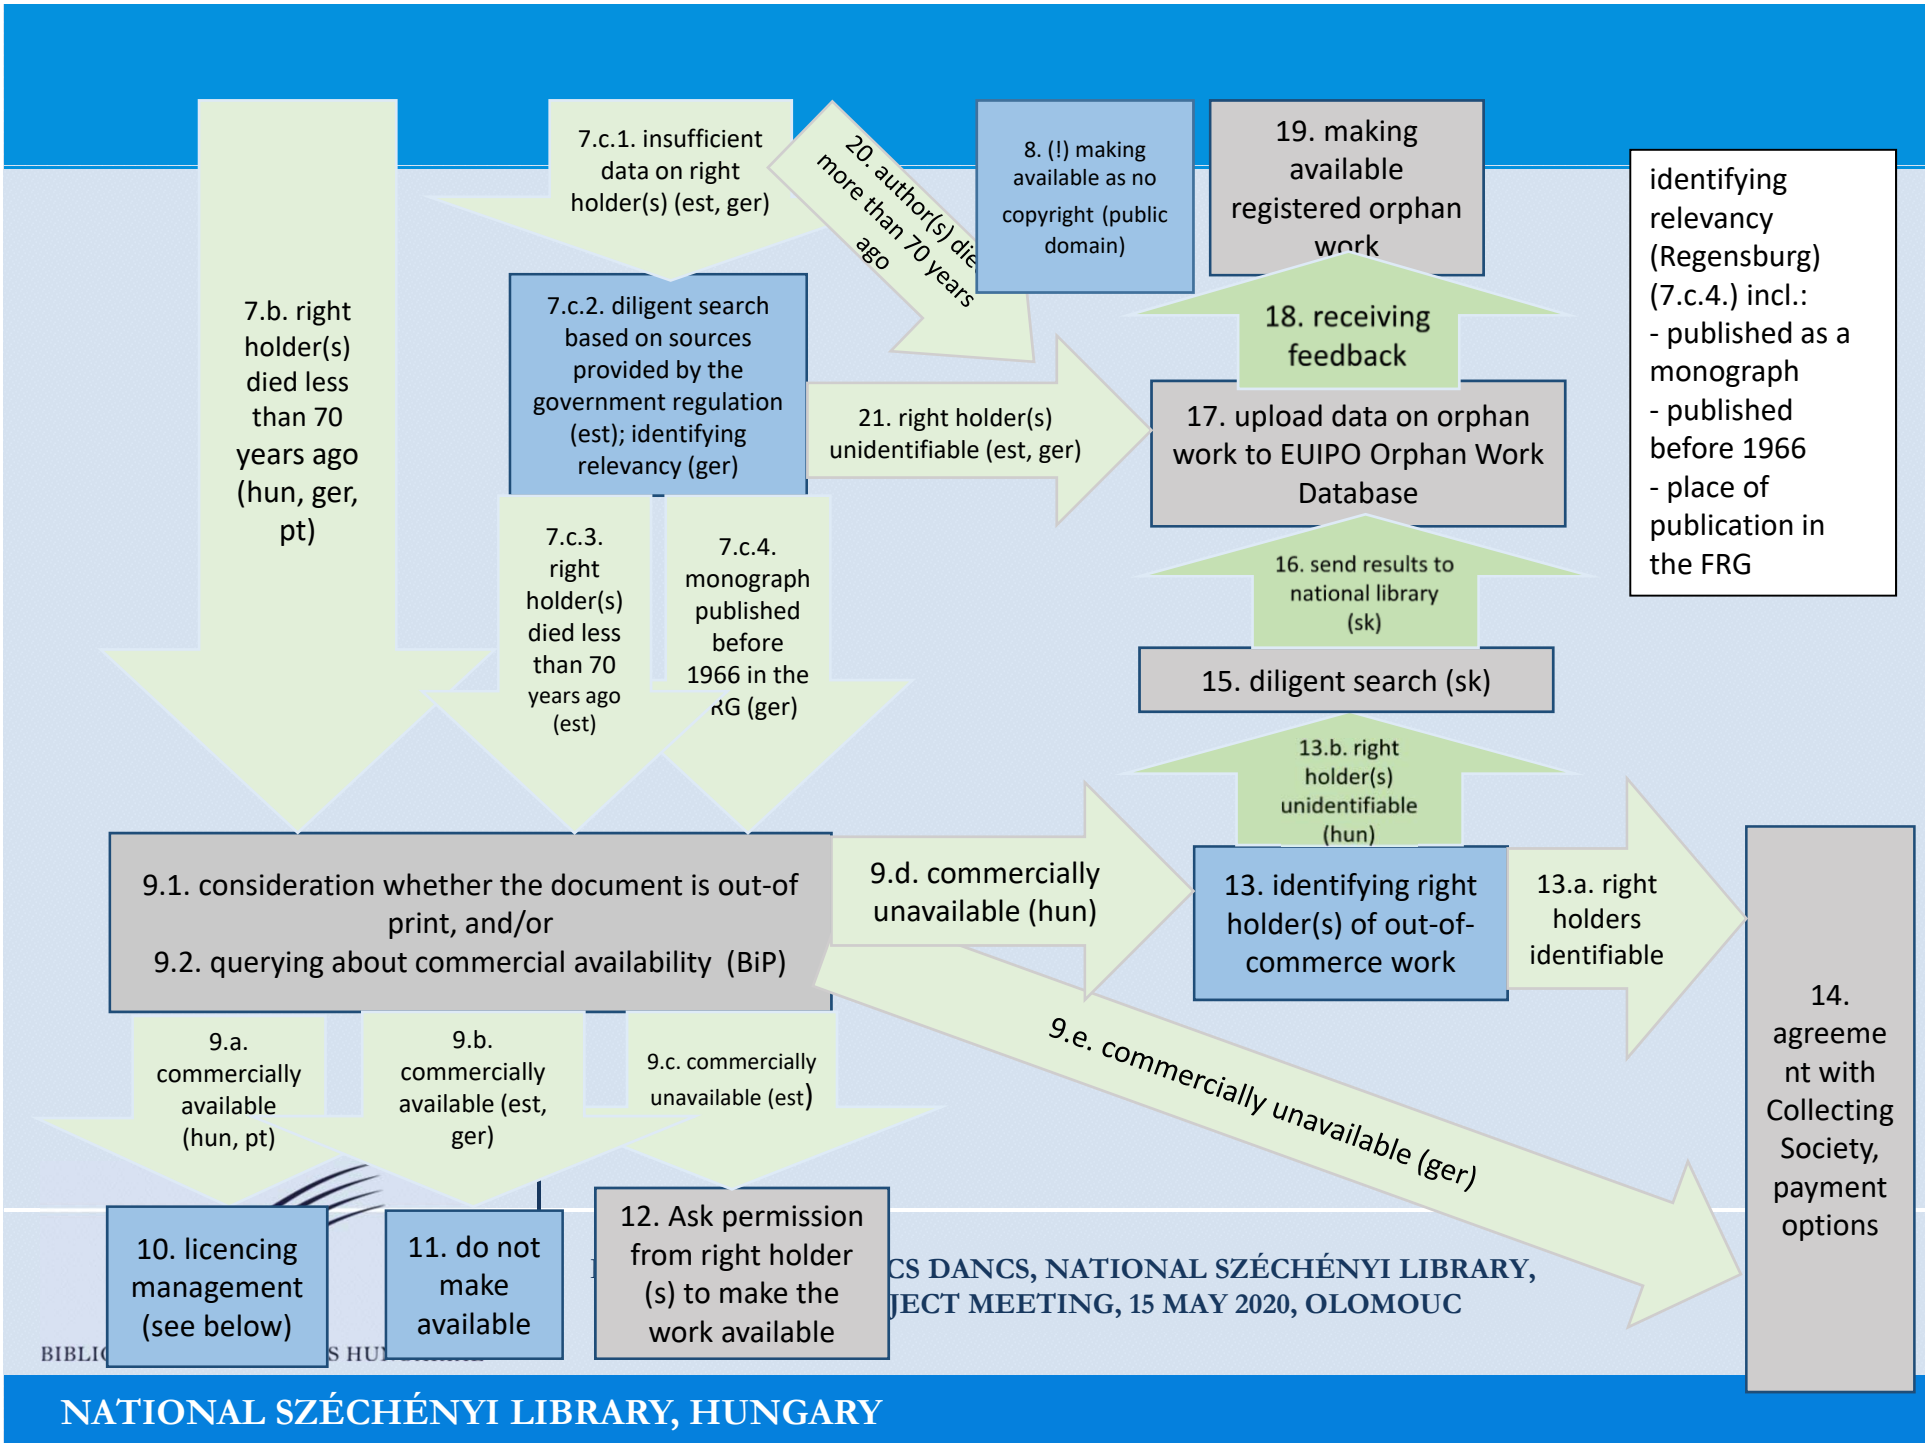 7.b. right
holder(s)
died less
than 70
years ago
(hun, ger,
pt)
7.c.1. insufficient
data on right
holder(s) (est, ger)
20. author(s) die
more than 70 years
ago
8. (!) making
available as no
copyright (public
domain)
19. making
available
registered orphan
work
identifying
relevancy
(Regensburg)
(7.c.4.) incl.:
- published as a
monograph
- published
before 1966
- place of
publication in
the FRG
7.c.2. diligent search
based on sources
provided by the
government regulation
(est); identifying
relevancy (ger)
18. receiving
feedback
21. right holder(s)
unidentifiable (est, ger)
17. upload data on orphan
work to EUIPO Orphan Work
Database
7.c.3.
right
holder(s)
died less
than 70
years ago
(est)
7.c.4.
monograph
published
before
1966 in the
RG (ger)
16. send results to
national library
(sk)
15. diligent search (sk)
13.b. right
holder(s)
unidentifiable
(hun)
9.1. consideration whether the document is out-of
print, and/or
9.2. querying about commercial availability (BiP)
9.d. commercially
unavailable (hun)
13. identifying right
holder(s) of out-of-
commerce work
13.a. right
holders
identifiable
14.
agreeme
nt with
Collecting
Society,
payment
options
9.a.
commercially
available
(hun, pt)
9.b.
commercially
available (est,
ger)
9.c. commercially
unavailable (est)
9.e. commercially unavailable (ger)
10. licencing
management
(see below)
11. do not
make
available
12. Ask permission
from right holder
(s) to make the
work available
CS DANCS, NATIONAL SZÉCHÉNYI LIBRARY,
JECT MEETING, 15 MAY 2020, OLOMOUC
NATIONAL SZÉCHÉNYI LIBRARY, HUNGARY